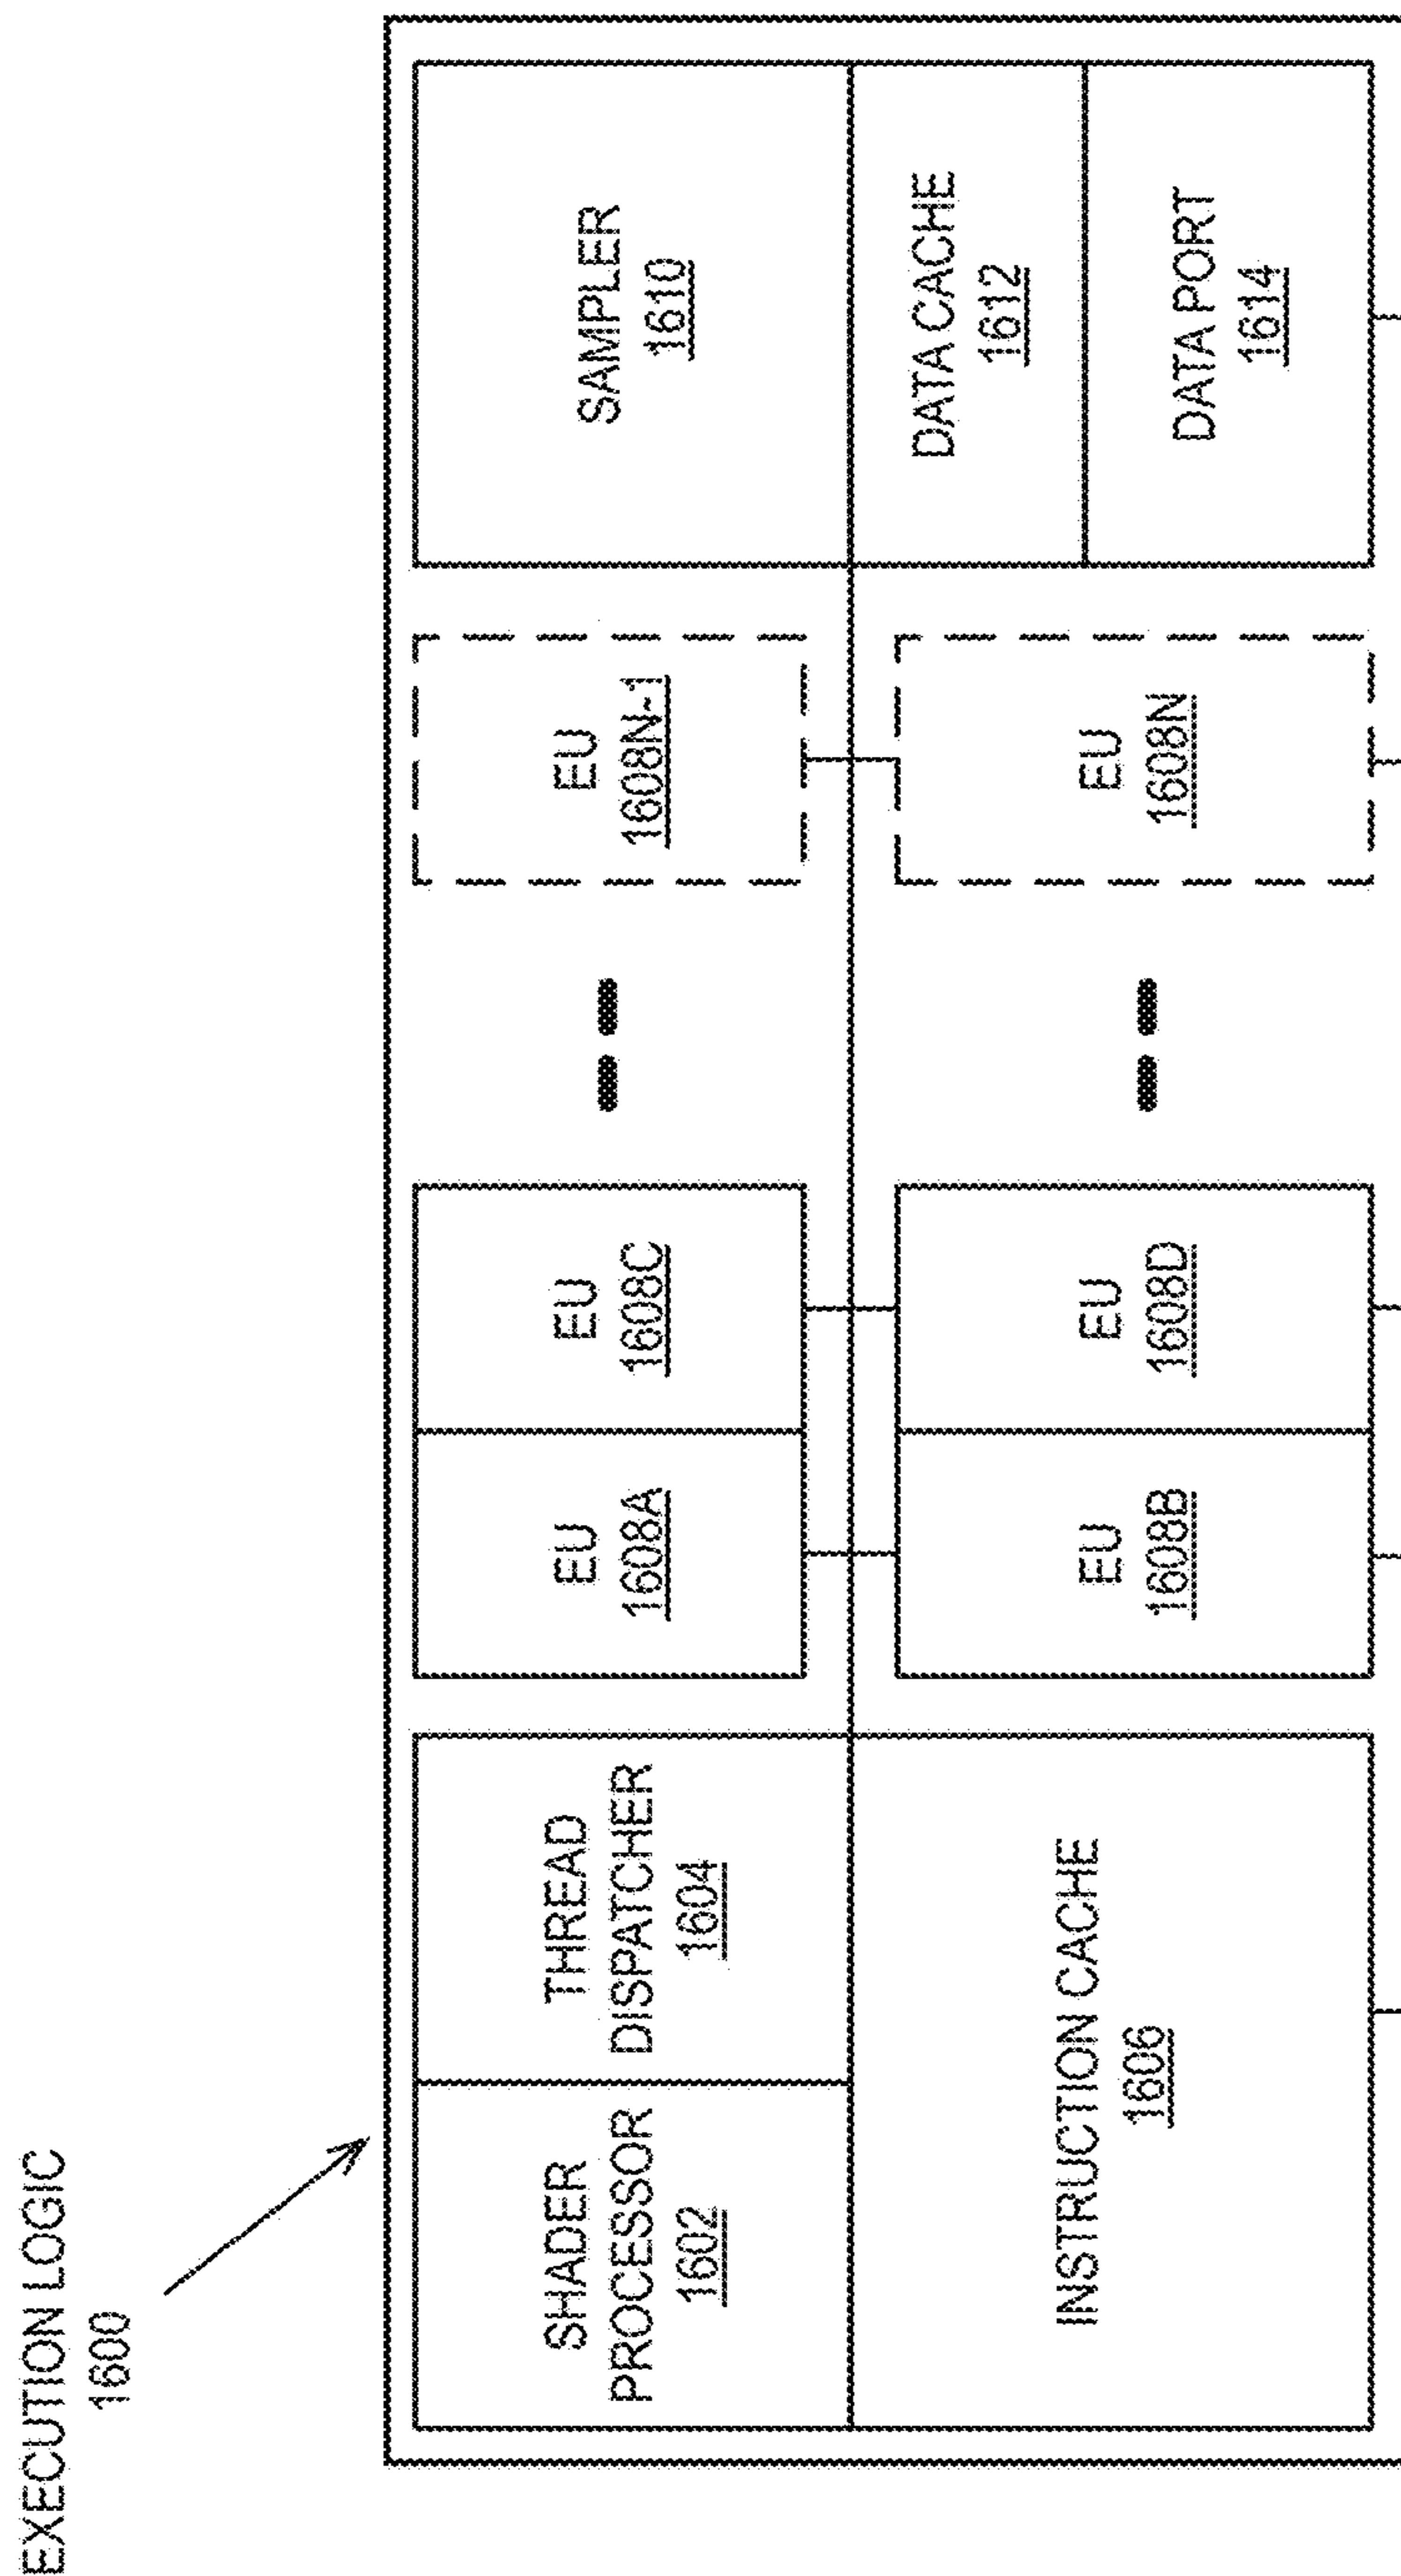 EXECUTION LOGIC
1600
SHADER
PROCESSOR
1602
THREAD
DISPATCHER
1604
INSTRUCTION CACHE
1606
EU
1608A
EU
1608C
EU
1608N-1
EU
1608B
EU
1608D
EU
1608N
SAMPLER
1610
DATA CACHE
1612
DATA PORT
1614